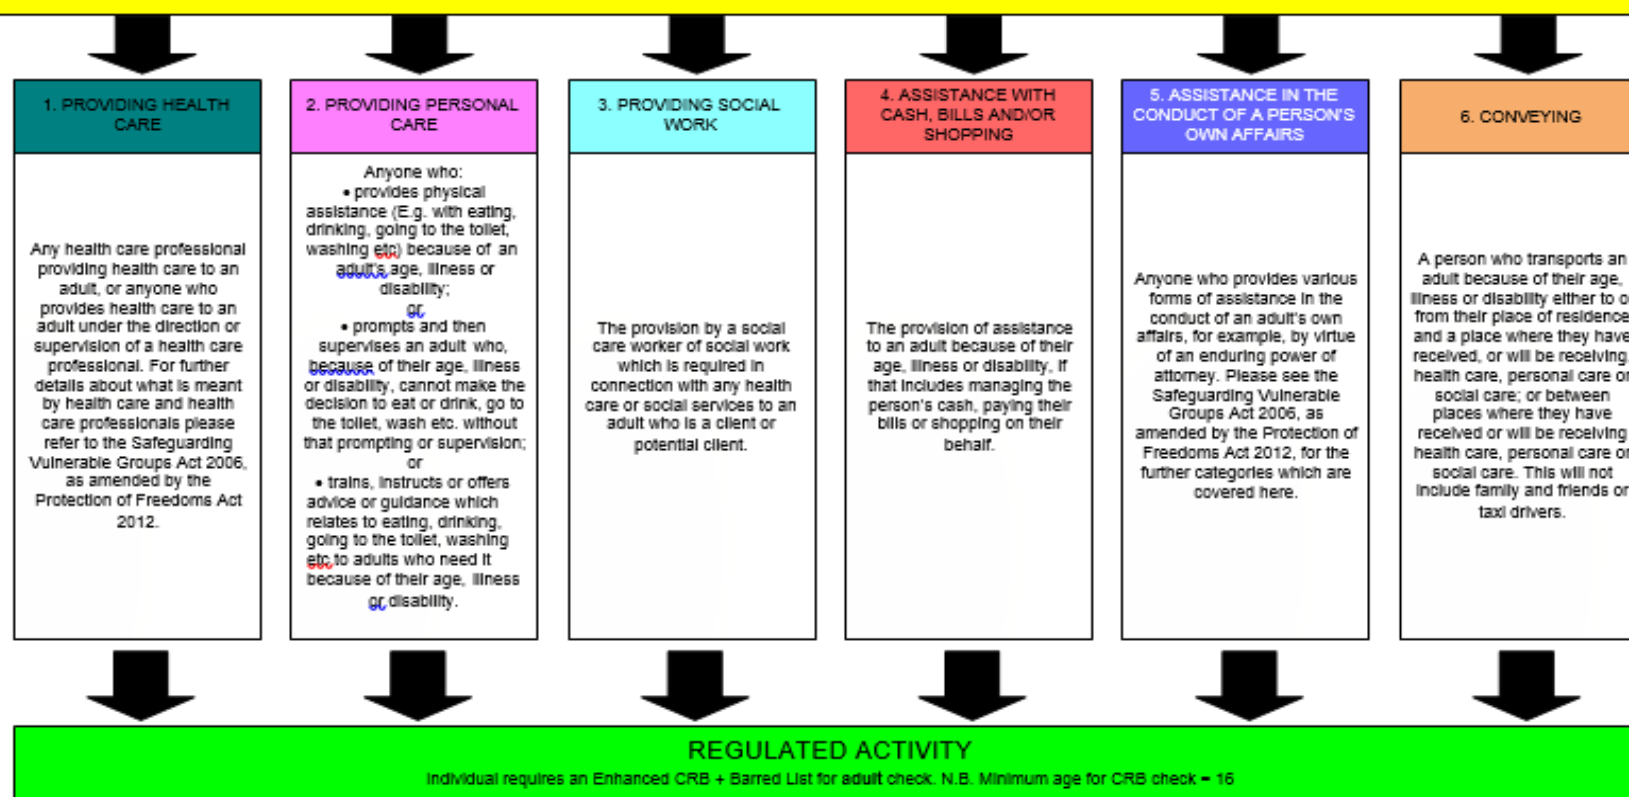 1. PROVIDING HEALTH
CARE
Any health care professional
providing health care to an
adult, or anyone who
provides health care to an
adult under the direction or
supervision of a health care
professional. For further
details about what is meant
by health care and health
care professionals please
refer to the Safeguarding
Vulnerable Groups Act 2006,
as amended by the
Protection of Freedoms Act
2012.
2. PROVIDING PERSONAL
CARE
Anyone who:
• provides physical
assistance (E.g. with eating,
drinking, going to the toilet,
washing etc) because of an
adult's age, illness or
disability;
or
• prompts and then
supervises an adult who,
because of their age, illness
or disability, cannot make the
decision to eat or drink, go to
the toilet, wash etc. without
that prompting or supervision;
or
• trains, instructs or offers
advice or guidance which
relates to eating, drinking,
going to the toilet, washing
etc to adults who need it
because of their age, illness
or disability.
3. PROVIDING SOCIAL
WORK
The provision by a social
care worker of social work
which is required in
connection with any health
care or social services to an
adult who is a client or
potential client.
4. ASSISTANCE WITH
CASH, BILLS AND/OR
SHOPPING
The provision of assistance
to an adult because of their
age, illness or disability, if
that includes managing the
person's cash, paying their
bills or shopping on their
behalf.
5. ASSISTANCE IN THE
CONDUCT OF A PERSON'S
OWN AFFAIRS
Anyone who provides various
forms of assistance in the
conduct of an adult's own
affairs, for example, by virtue
of an enduring power of
attorney. Please see the
Safeguarding Vulnerable
Groups Act 2006, as
amended by the Protection of
Freedoms Act 2012, for the
further categories which are
covered here.
6. CONVEYING
A person who transports an
adult because of their age,
illness or disability either to or
from their place of residence
and a place where they have
received, or will be receiving,
health care, personal care or
social care; or between
places where they have
received or will be receiving
health care, personal care or
social care. This will not
include family and friends or
taxi drivers.
REGULATED ACTIVITY
Individual requires an Enhanced CRB + Barred List for adult check. N.B. Minimum age for CRB check = 16